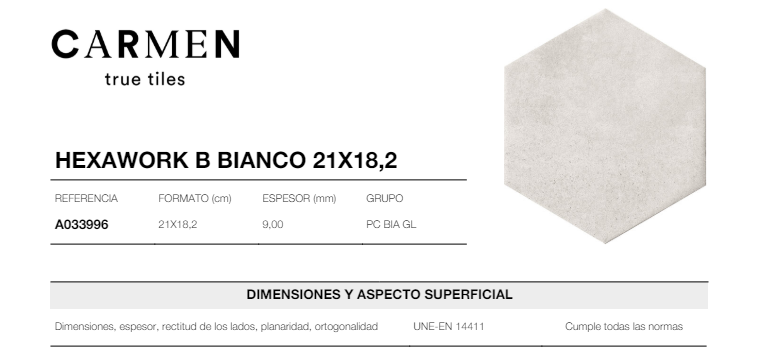 CARMEN
true tiles
HEXAWORK B BIANCO 21X18,2
REFERENCIA FORMATO (cm) ESPESOR (mm) GRUPO
A033996 21X18,2 9,00 PC BIA GL
DIMENSIONES Y ASPECTO SUPERFICIAL
Dimensiones, espesor, rectitud de los lados, planaridad, ortogonalidad UNE-EN 14411 Cumple todas las normas